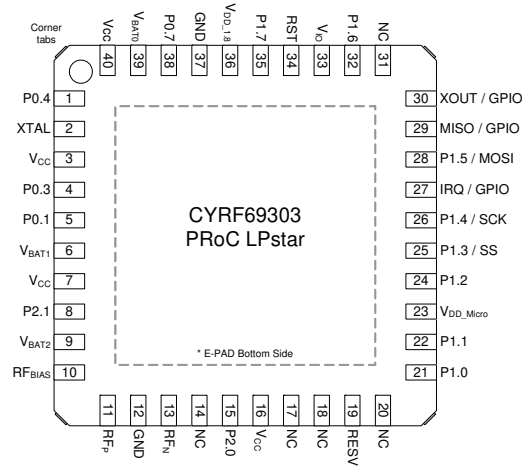 Corner
tabs
Vcc
VBAT0
P0.7
GND
VDD_1.8
P1.7
RST
VIO
P1.6
NC
40
39
38
37
36
35
34
33
32
31
P0.4 1
XTAL 2
VCC 3
P0.3 4
P0.1 5
VBAT1 6
VCC 7
P2.1 8
VBAT2 9
RFBIAS 10
CYRF69303
PRoC LPstar
* E-PAD Bottom Side
30 XOUT / GPIO
29 MISO / GPIO
28 P1.5 / MOSI
27 IRQ / GPIO
26 P1.4 / SCK
25 P1.3 / SS
24 P1.2
23 VDD_Micro
22 P1.1
21 P1.0
11
12
13
14
15
16
17
18
19
20
RFP
GND
RFN
NC
P2.0
VCC
NC
NC
RESV
NC